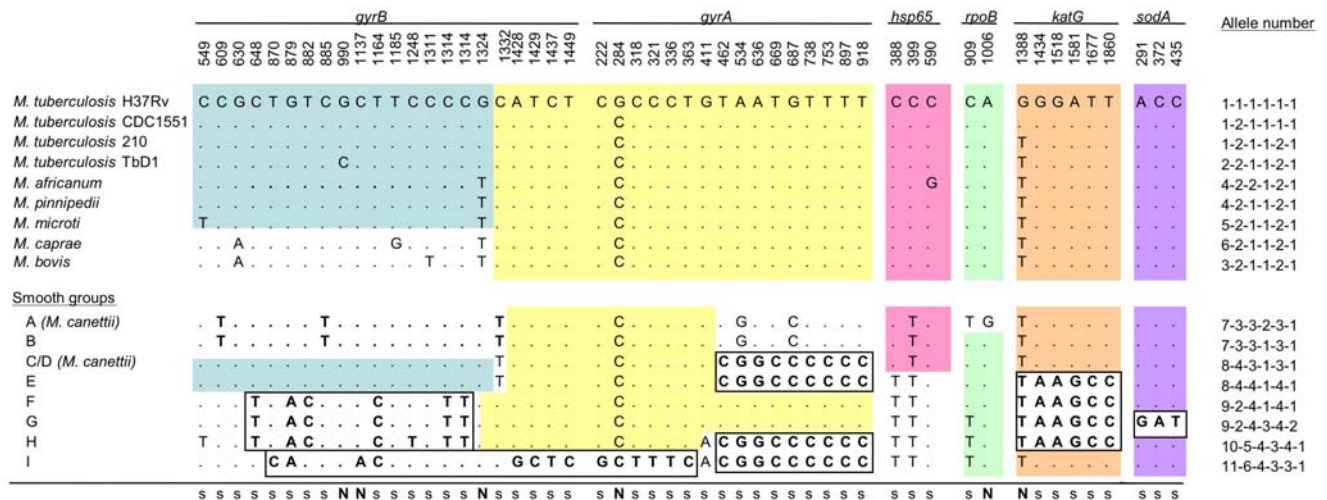 gyrB gyrA hsp65 rpoB katG sodA Allele number
549 609 630 648 870 879 882 885 990 1137 1164 1185 1248 1311 1314 1314 1324 1332 1428 1429 1437 1449 222 284 318 321 336 363 411 462 534 636 669 687 738 753 897 918 388 399 590 909 1006 1388 1434 1518 1581 1677 1860 291 372 435
M. tuberculosis H37Rv C C G C T G T C G C T T C C C C G C A T C T C G C C C T G T A A T G T T T T C C C C A G G G A T T A C C 1-1-1-1-1-1
M. tuberculosis CDC1551 . . . . . . . . . . . . . . . . . . . . . . . C . . . . . . . . . . . . . . . . . . . . . . . . . . . . 1-2-1-1-1-1
M. tuberculosis 210 . . . . . . . . . . . . . . . . . . . . . . . C . . . . . . . . . . . . . . . . . . . T . . . . . . . . 1-2-1-1-2-1
M. tuberculosis TbD1 . . . . . . . . C . . . . . . . . . . . . . . C . . . . . . . . . . . . . . . . . . . T . . . . . . . . 2-2-1-1-2-1
M. africanum . . . . . . . . . . . . . . . . T . . . . . . C . . . . . . . . . . . . . . . . G . . T . . . . . . . . 4-2-2-1-2-1
M. pinnipedii . . . . . . . . . . . . . . . . T . . . . . . C . . . . . . . . . . . . . . . . . . . T . . . . . . . . 4-2-1-1-2-1
M. microti T . . . . . . . . . . . . . . . T . . . . . . C . . . . . . . . . . . . . . . . . . . T . . . . . . . . 5-2-1-1-2-1
M. caprae . . A . . . . . . . . G . . . . T . . . . . . C . . . . . . . . . . . . . . . . . . . T . . . . . . . . 6-2-1-1-2-1
M. bovis . . A . . . . . . . . . . T . . T . . . . . . C . . . . . . . . . . . . . . . . . . . T . . . . . . . . 3-2-1-1-2-1
Smooth groups
A (M. canettii) . T . . . . . T . . . . . . . . . T . . . . . C . . . . . . G . . C . . . . . T . T G T . . . . . . . . 7-3-3-2-3-1
B . T . . . . . T . . . . . . . . . T . . . . . C . . . . . . G . . C . . . . . T . . . T . . . . . . . . 7-3-3-1-3-1
C/D (M. canettii) . . . . . . . . . . . . . . . . . T . . . . . C . . . . . C G G C C C C C C . T . . . T . . . . . . . . 8-4-3-1-3-1
E . . . . . . . . . . . . . . . . . T . . . . . C . . . . . C G G C C C C C C T T . . . T A A G C C . . . 8-4-4-1-4-1
F . . . T . A C . . . C . . . T T . . . . . . . C . . . . . . . . . . . . . . T T . . . T A A G C C . . . 9-2-4-1-4-1
G . . . T . A C . . . C . . . T T . . . . . . . C . . . . . . . . . . . . . . T T . T . T A A G C C G A T 9-2-4-3-4-2
H T . . T . A C . . . C . T . T T . . . . . . . C . . . . A C G G C C C C C C T T . T . T A A G C C . . . 10-5-4-3-4-1
I . . . . C A . . . A C . . . . . . . G C T C G C T T T C A C G G C C C C C C T T . T . T . . . . . . . . 11-6-4-3-3-1
s s s s s s s s N N s s s s s s N s s s s s s N s s s s s s s s s s s s s s s s s s N N s s s s s s s s